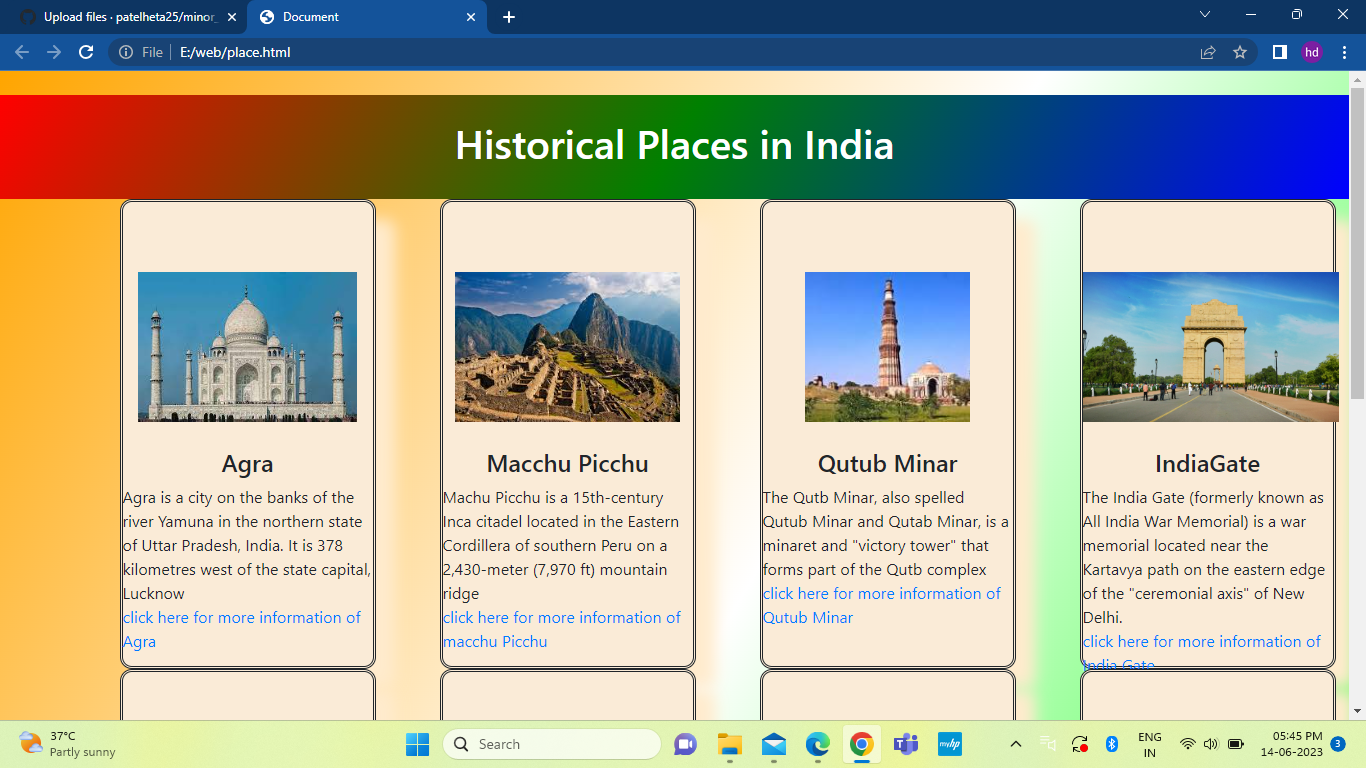 Upload files · patelheta25/minor_
Document
File
E:/web/place.html
hd
Historical Places in India
Agra
Agra is a city on the banks of the
river Yamuna in the northern state
of Uttar Pradesh, India. It is 378
kilometres west of the state capital,
Lucknow
click here for more information of
Agra
Macchu Picchu
Machu Picchu is a 15th-century
Inca citadel located in the Eastern
Cordillera of southern Peru on a
2,430-meter (7,970 ft) mountain
ridge
click here for more information of
macchu Picchu
Qutub Minar
The Qutb Minar, also spelled
Qutub Minar and Qutab Minar, is a
minaret and "victory tower" that
forms part of the Qutb complex
click here for more information of
Qutub Minar
IndiaGate
The India Gate (formerly known as
All India War Memorial) is a war
memorial located near the
Kartavya path on the eastern edge
of the "ceremonial axis" of New
Delhi.
click here for more information of
India Gate
37°C
Partly sunny
Search
myhp
ENG
IN
05:45 PM
14-06-2023
3